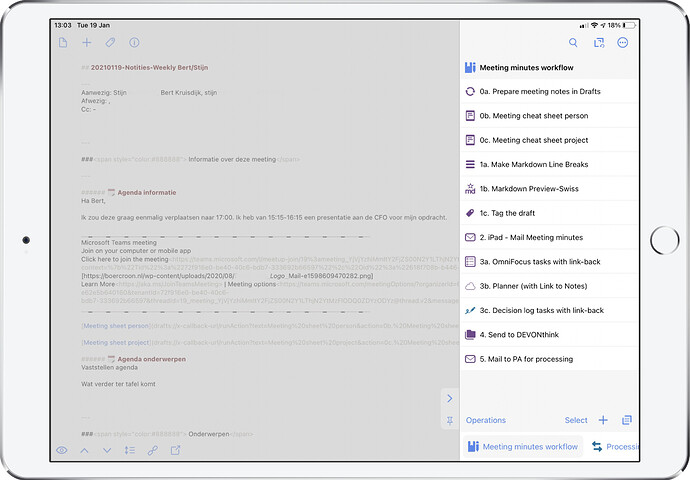 13:03 Tue 19 Jan
18%
## 20210119-Notities-Weekly Bert/Stijn
Aanwezig: Stijn Bert Kruisdijk, stijn
Afwezig: ,
Cc: -
---
###<span style="color:#888888"> Informatie over deze meeting</span>
###### Agenda informatie
Ha Bert,
Ik zou deze graag eenmalig verplaatsen naar 17:00. Ik heb van 15:15-16:15 een presentatie aan de CFO voor mijn opdracht.
Microsoft Teams meeting
Join on your computer or mobile app
Click here to join the meeting
[https://boercroon.nl/wp-content/uploads/2020/08/ Logo_Mail-e1598609470282.png]
Learn More | Meeting options
[Meeting sheet person]
[Meeting sheet project]
###### Agenda onderwerpen
Vaststellen agenda
Wat verder ter tafel komt
---
###<span style="color:#888888"> Onderwerpen</span>
Meeting minutes workflow
0a. Prepare meeting notes in Drafts
0b. Meeting cheat sheet person
0c. Meeting cheat sheet project
1a. Make Markdown Line Breaks
md 1b. Markdown Preview-Swiss
1c. Tag the draft
2. iPad - Mail Meeting minutes
3a. OmniFocus tasks with link-back
3b. Planner (with Link to Notes)
3c. Decision log tasks with link-back
4. Send to DEVONthink
5. Mail to PA for processing
Operations Select
Meeting minutes workflow Processin